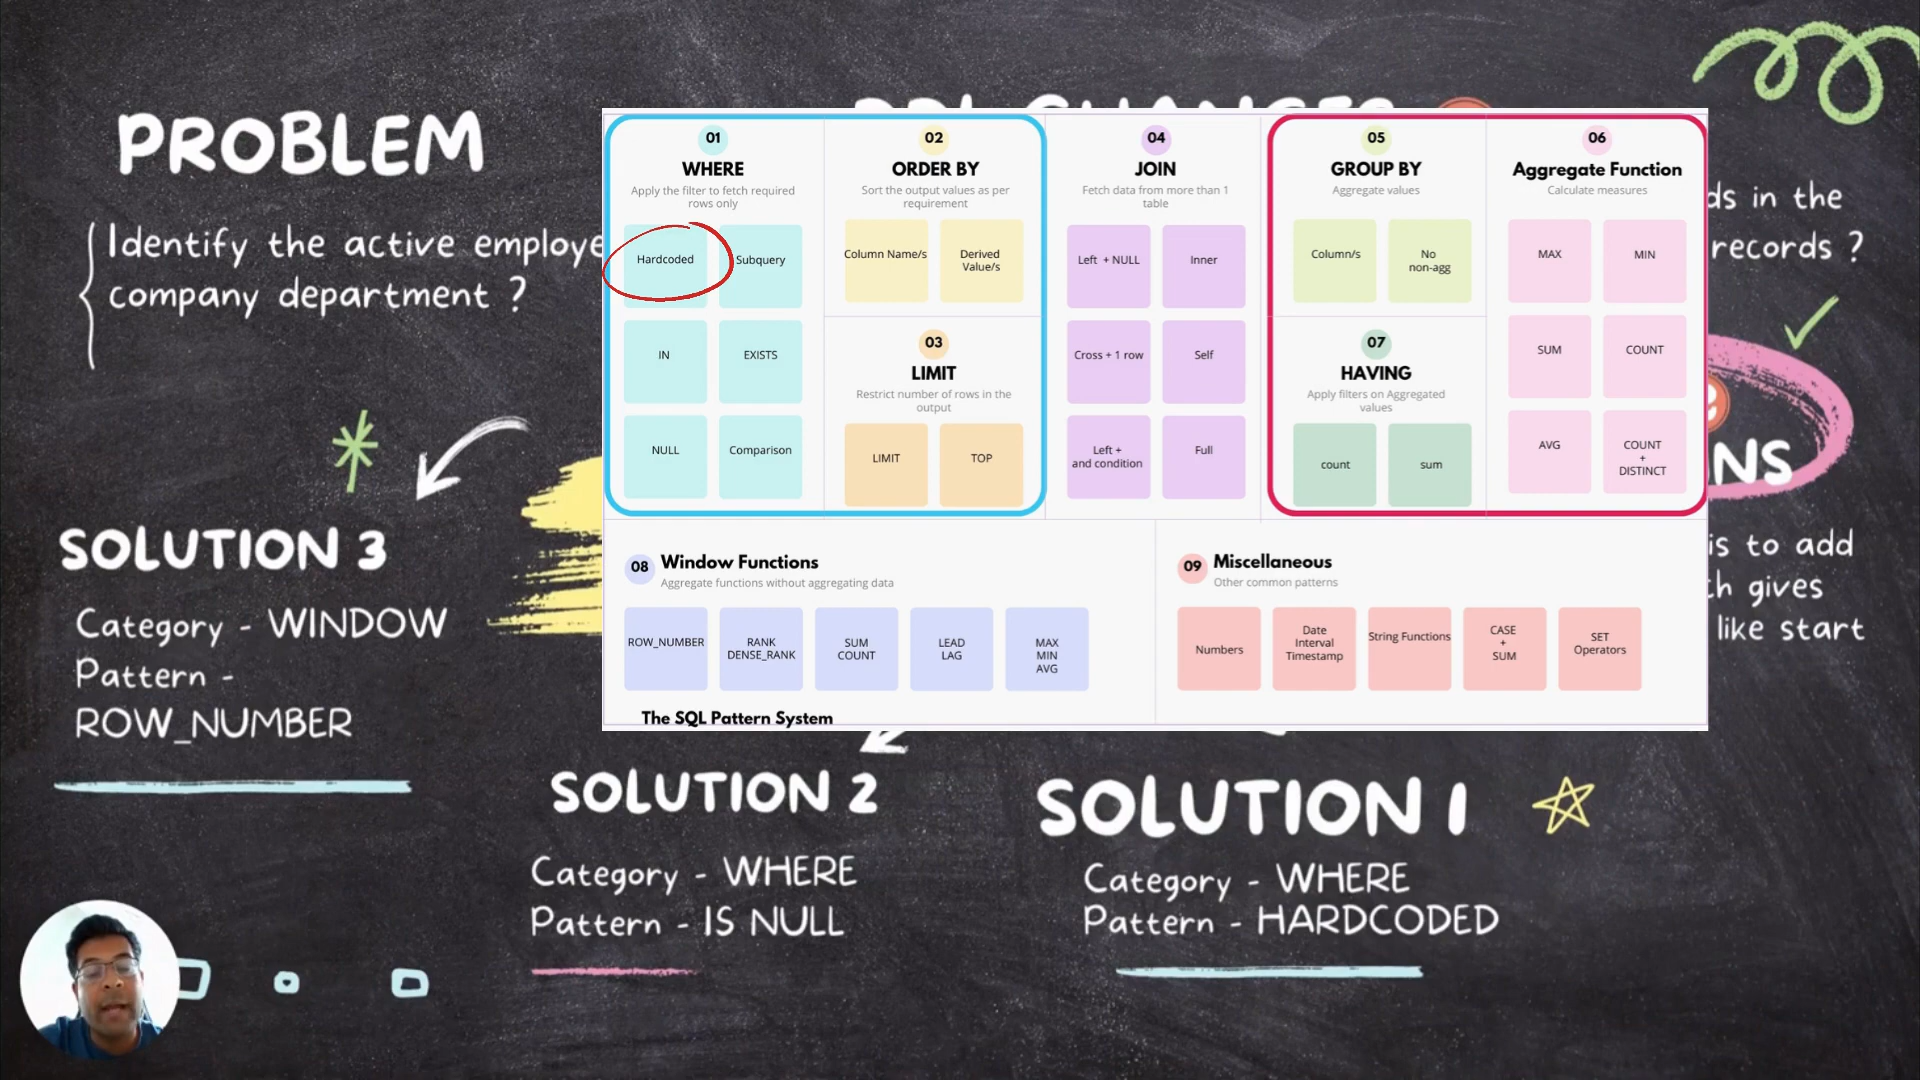 PROBLEM
Identify the active employe
company department ?
ds in the
records ?
NS
is to add
h gives
like start
SOLUTION 3
Category - WINDOW
Pattern -
ROW_NUMBER
SOLUTION 2
Category - WHERE
Pattern - IS NULL
SOLUTION 1
Category - WHERE
Pattern - HARDCODED
01
WHERE
Apply the filter to fetch required
rows only
Hardcoded
Subquery
IN
EXISTS
NULL
Comparison
02
ORDER BY
Sort the output values as per
requirement
Column Name/s
Derived
Value/s
03
LIMIT
Restrict number of rows in the
output
LIMIT
TOP
04
JOIN
Fetch data from more than 1
table
Left + NULL
Inner
Cross + 1 row
Self
Left +
and condition
Full
05
GROUP BY
Aggregate values
Column/s
No
non-agg
07
HAVING
Apply filters on Aggregated
values
count
sum
06
Aggregate Function
Calculate measures
MAX
MIN
SUM
COUNT
AVG
COUNT
+
DISTINCT
08
Window Functions
Aggregate functions without aggregating data
ROW_NUMBER
RANK
DENSE_RANK
SUM
COUNT
LEAD
LAG
MAX
MIN
AVG
09
Miscellaneous
Other common patterns
Numbers
Date
Interval
Timestamp
String Functions
CASE
+
SUM
SET
Operators
The SQL Pattern System